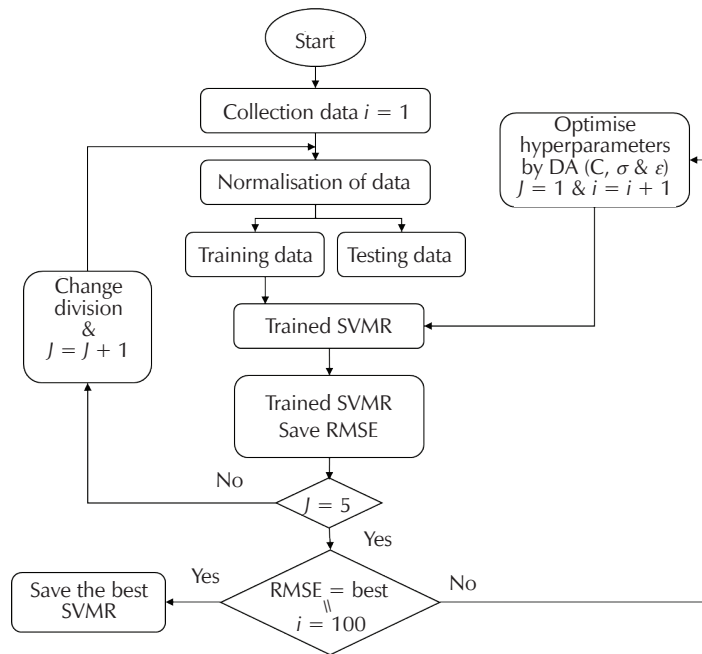 Start
Collection data i = 1
Optimise
hyperparameters
by DA (C, σ & ε)
J = 1 & i = i + 1
Normalisation of data
Training data
Testing data
Change
division
&
J = J + 1
Trained SVMR
Trained SVMR
Save RMSE
No
J = 5
Yes
Yes
RMSE = best
\\
i = 100
No
Save the best
SVMR